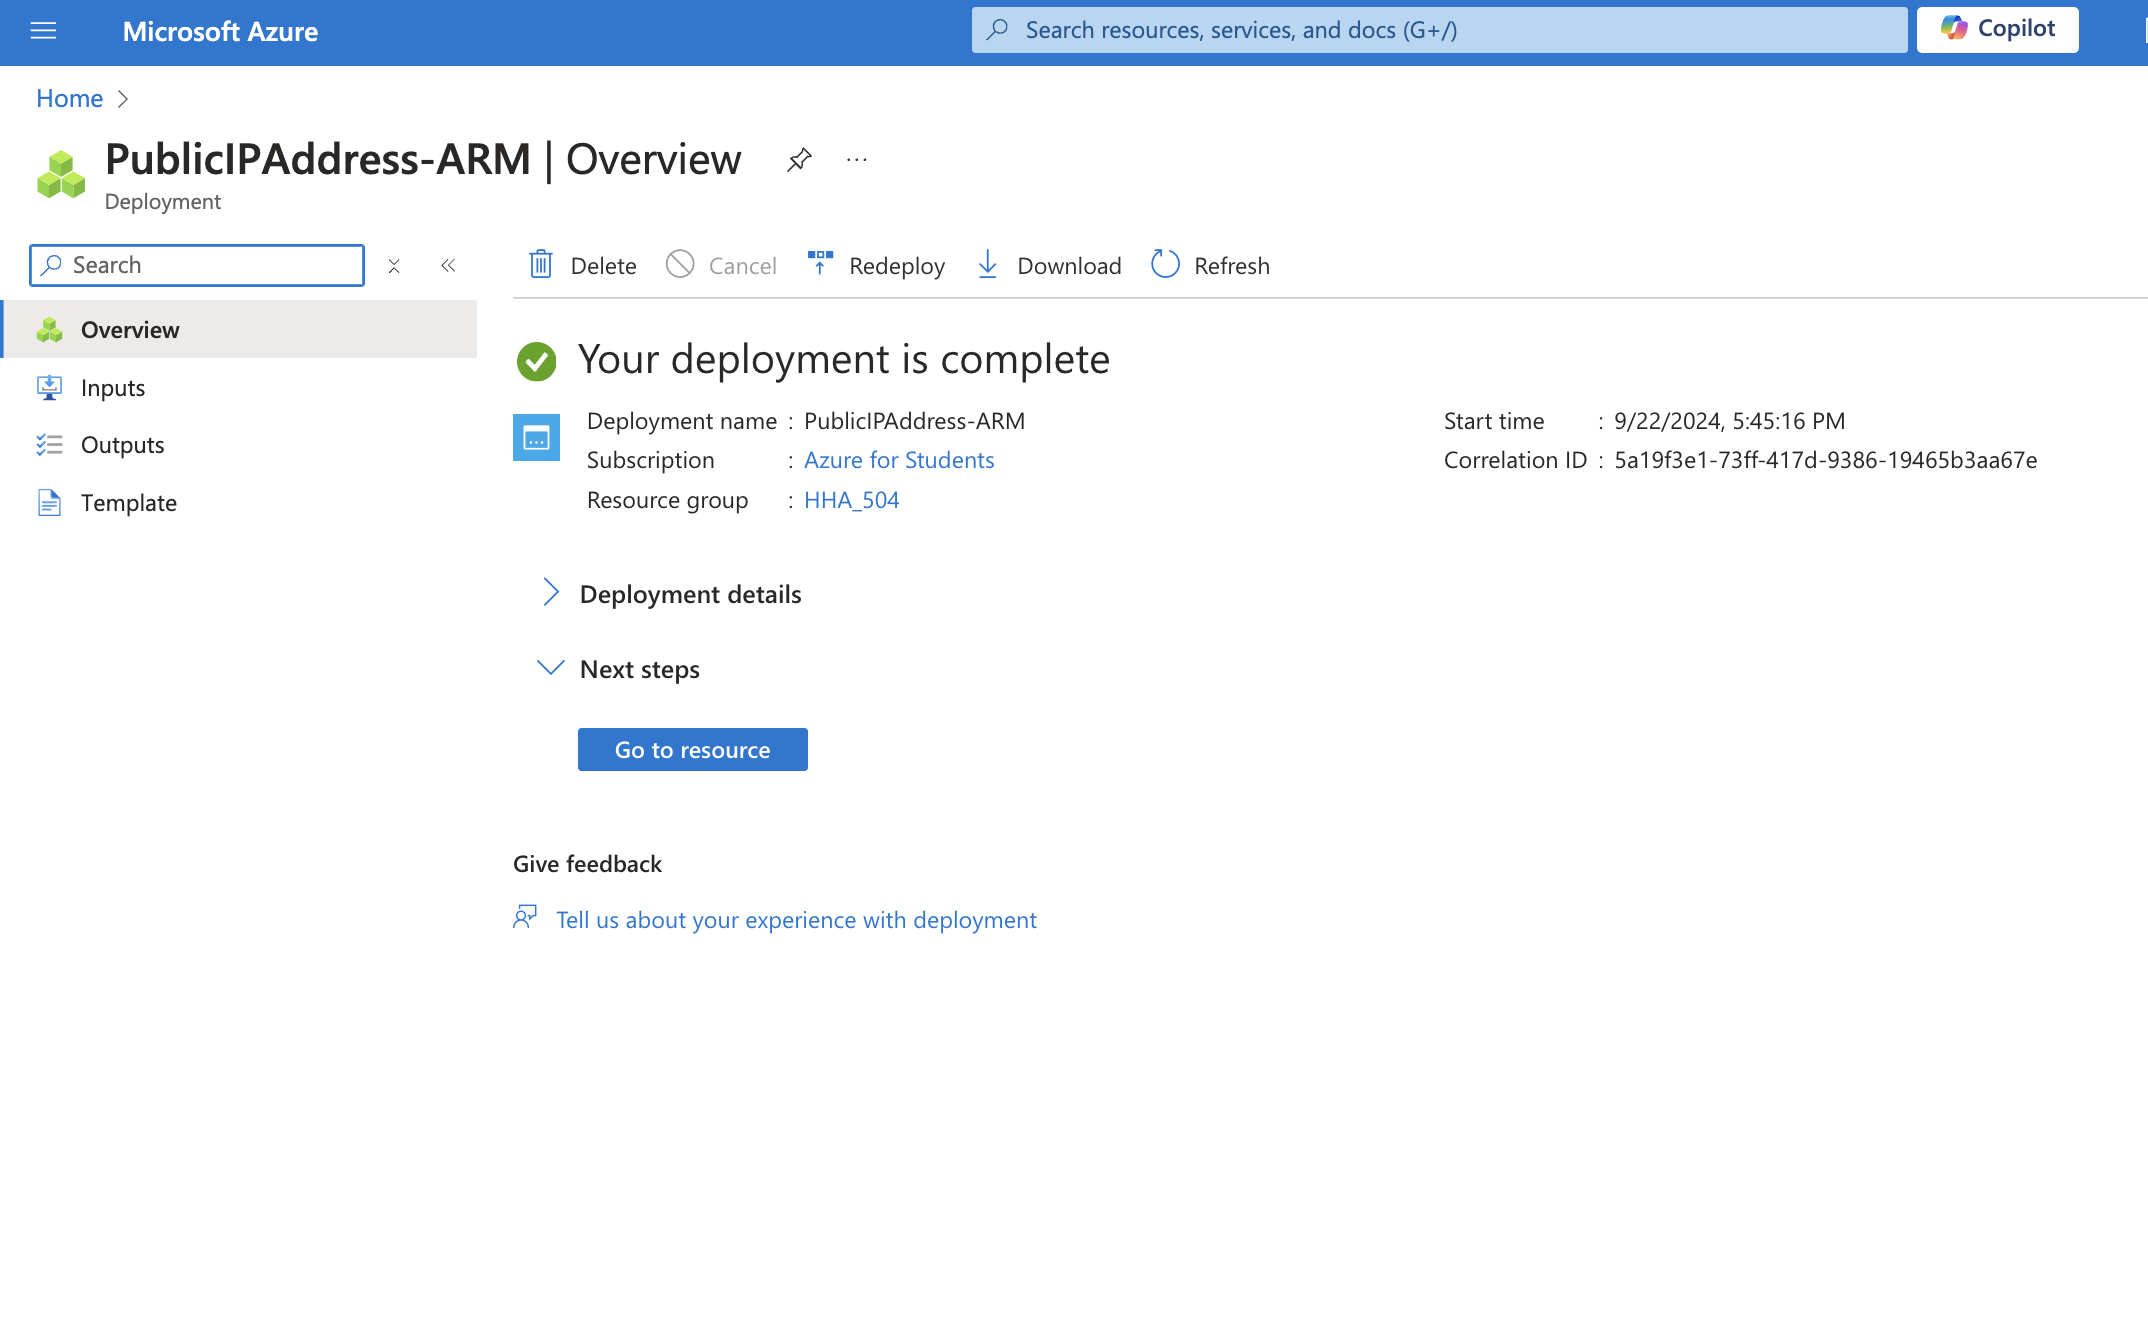 Microsoft Azure
Search resources, services, and docs (G+/)
Copilot
Home
PublicIPAddress-ARM | Overview
Deployment
Search
Delete
Cancel
Redeploy
Download
Refresh
Overview
Inputs
Outputs
Template
Your deployment is complete
Deployment name : PublicIPAddress-ARM
Subscription : Azure for Students
Resource group : HHA_504
Start time : 9/22/2024, 5:45:16 PM
Correlation ID : 5a19f3e1-73ff-417d-9386-19465b3aa67e
Deployment details
Next steps
Go to resource
Give feedback
Tell us about your experience with deployment